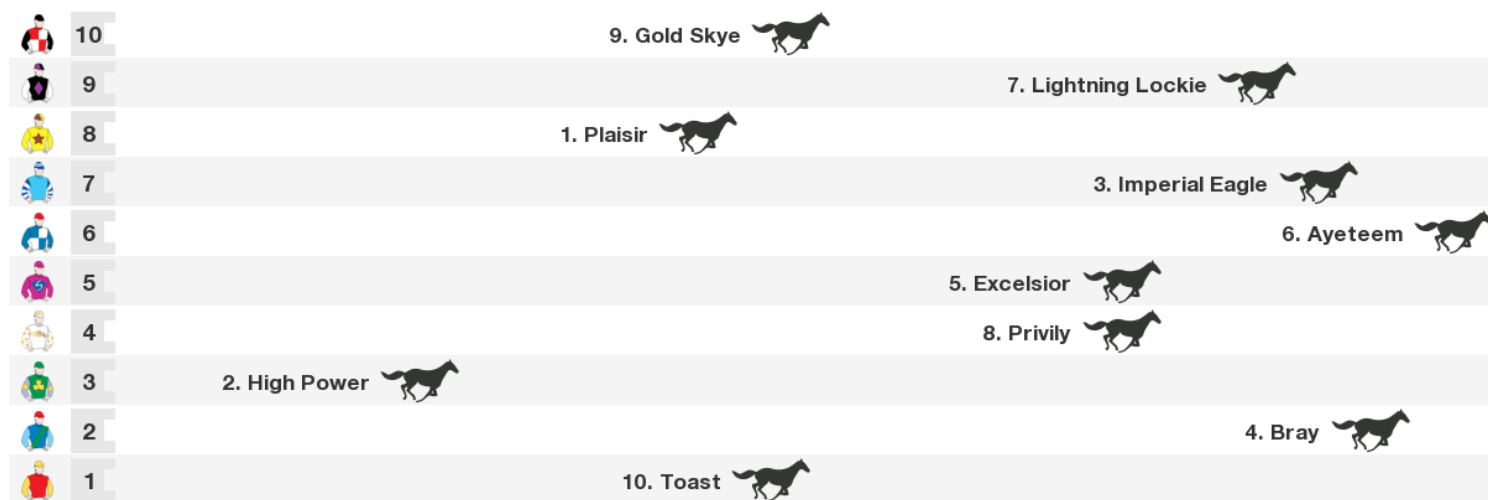 10 9. Gold Skye
9 7. Lightning Lockie
8 1. Plaisir
7 3. Imperial Eagle
6 6. Ayeteem
5 5. Excelsior
4 8. Privily
3 2. High Power
2 4. Bray
1 10. Toast